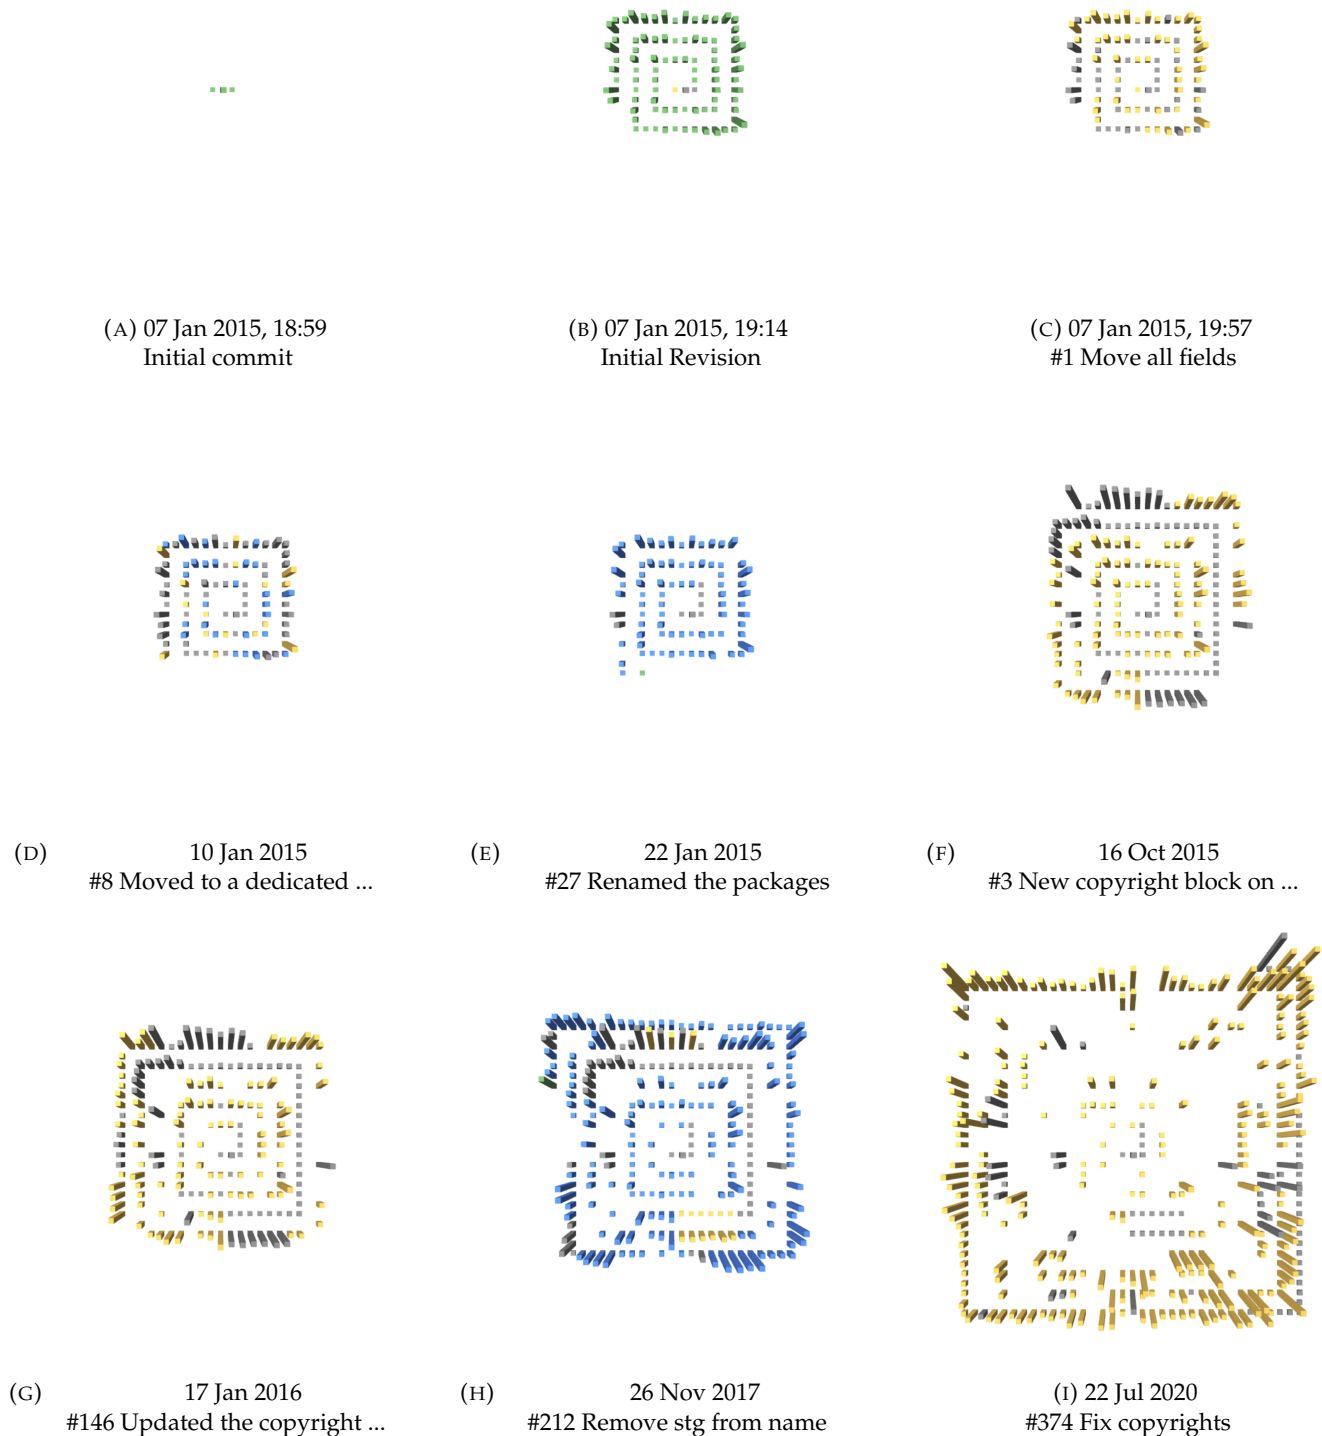 (A) 07 Jan 2015, 18:59
Initial commit
(B) 07 Jan 2015, 19:14
Initial Revision
(C) 07 Jan 2015, 19:57
#1 Move all fields
(D) 10 Jan 2015
#8 Moved to a dedicated ...
(E) 22 Jan 2015
#27 Renamed the packages
(F) 16 Oct 2015
#3 New copyright block on ...
(G) 17 Jan 2016
#146 Updated the copyright ...
(H) 26 Nov 2017
#212 Remove stg from name
(I) 22 Jul 2020
#374 Fix copyrights